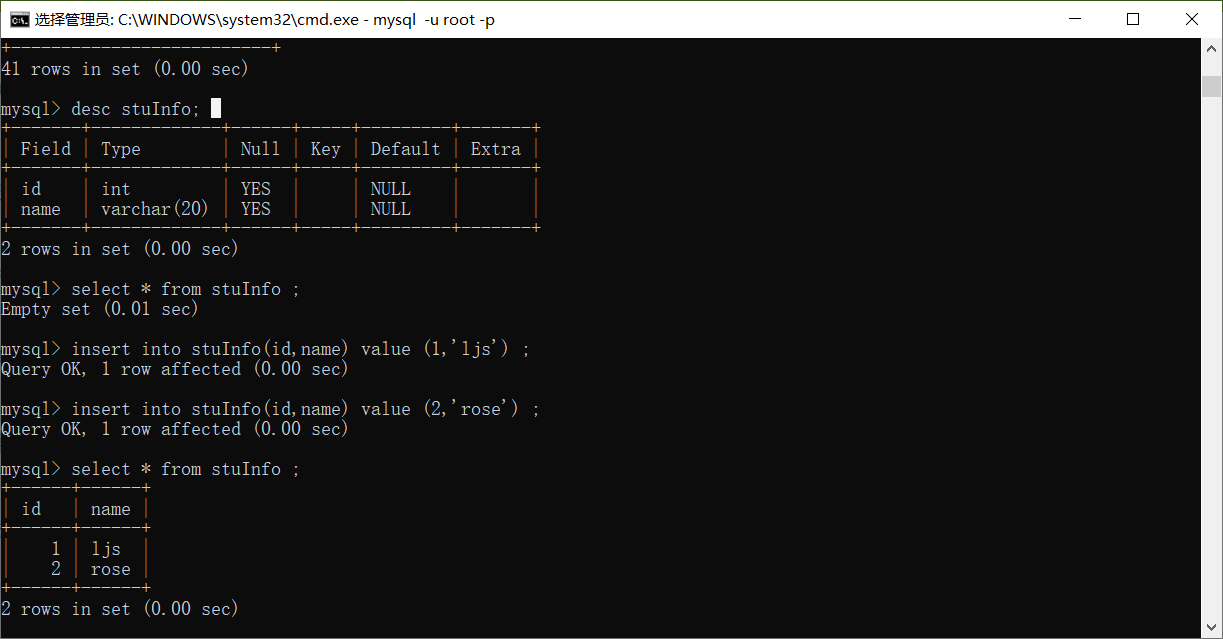 选择管理员: C:\WINDOWS\system32\cmd.exe - mysql  -u root -p
+--------------------------+
41 rows in set (0.00 sec)
mysql> desc stuInfo;
+-------+-------------+------+-----+---------+-------+
| Field | Type        | Null | Key | Default | Extra |
+-------+-------------+------+-----+---------+-------+
| id    | int         | YES  |     | NULL    |       |
| name  | varchar(20) | YES  |     | NULL    |       |
+-------+-------------+------+-----+---------+-------+
2 rows in set (0.00 sec)
mysql> select * from stuInfo ;
Empty set (0.01 sec)
mysql> insert into stuInfo(id,name) value (1,'ljs') ;
Query OK, 1 row affected (0.00 sec)
mysql> insert into stuInfo(id,name) value (2,'rose') ;
Query OK, 1 row affected (0.00 sec)
mysql> select * from stuInfo ;
+------+------+
| id   | name |
+------+------+
|    1 | ljs  |
|    2 | rose |
+------+------+
2 rows in set (0.00 sec)